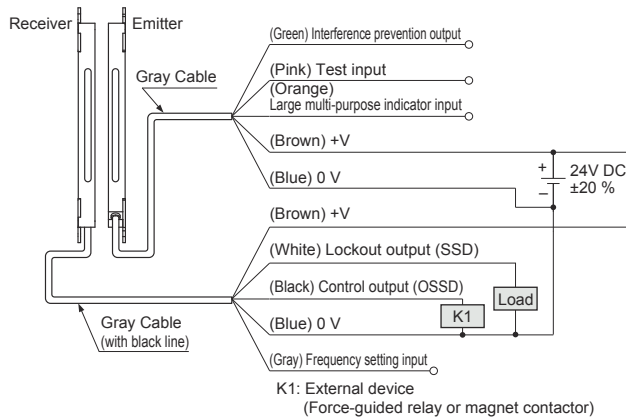 Receiver
Emitter
Gray Cable
(Green) Interference prevention output
(Pink) Test input
(Orange)
Large multi-purpose indicator input
(Brown) +V
+
24V DC
±20 %
−
(Blue) 0 V
(Brown) +V
(White) Lockout output (SSD)
(Black) Control output (OSSD)
Load
K1
(Blue) 0 V
Gray Cable
(with black line)
(Gray) Frequency setting input
K1: External device
(Force-guided relay or magnet contactor)